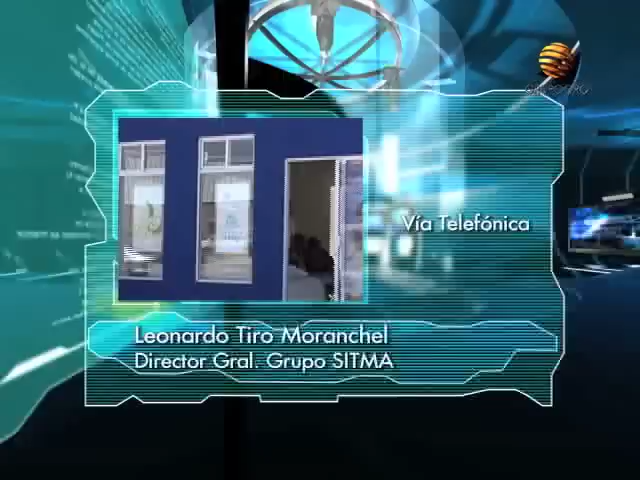 Vía Telefónica
Leonardo Tiro Moranchel
Director Gral. Grupo SITMA